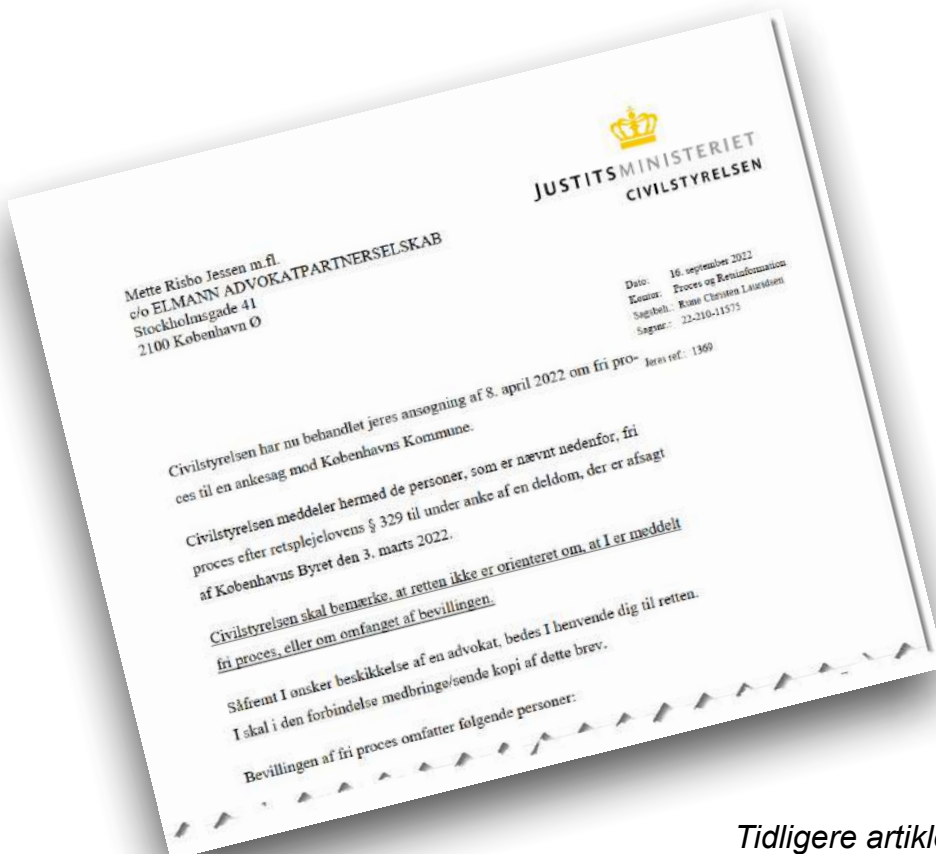 JUSTITSMINISTERIET
CIVILSTYRELSEN
Mette Risbo Jessen m.fl.
c/o ELMANN ADVOKATPARTNERSELSKAB
Stockholmsgade 41
2100 København Ø
Dato: 16. september 2022
Kontor: Proces og Retsinformation
Sagsbeh.: Rune Christen Lauridsen
Sagsnr.: 22-210-11575
Jeres ref.: 1369
Civilstyrelsen har nu behandlet jeres ansøgning af 8. april 2022 om fri pro-
ces til en ankesag mod Københavns Kommune.
Civilstyrelsen meddeler hermed de personer, som er nævnt nedenfor, fri
proces efter retsplejelovens § 329 til under anke af en deldom, der er afsagt
af Københavns Byret den 3. marts 2022.
Civilstyrelsen skal bemærke, at retten ikke er orienteret om, at I er meddelt
fri proces, eller om omfanget af bevillingen.
Såfremt I ønsker beskikkelse af en advokat, bedes I henvende dig til retten.
I skal i den forbindelse medbringe/sende kopi af dette brev.
Bevillingen af fri proces omfatter følgende personer:
Tidligere artikle